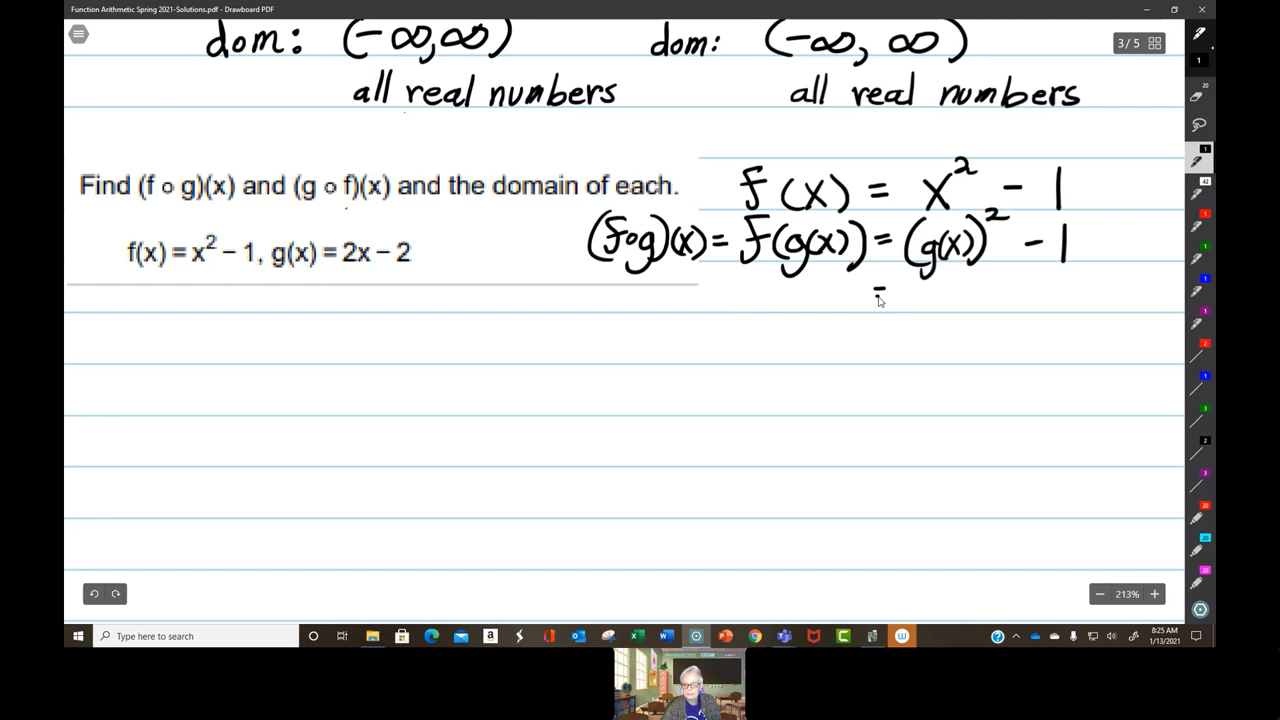 Function Arithmetic Spring 2021-Solutions.pdf - Drawboard PDF
dom: (-∞,∞) dom: (-∞, ∞)
3/5
all real numbers all real numbers
Find (f o g)(x) and (g o f)(x) and the domain of each.
f(x) = x² - 1
(f∘g)(x) = f(g(x)) = (g(x))² - 1
f(x) = x² − 1, g(x) = 2x − 2
=
213%
Type here to search
8:25 AM
1/13/2021